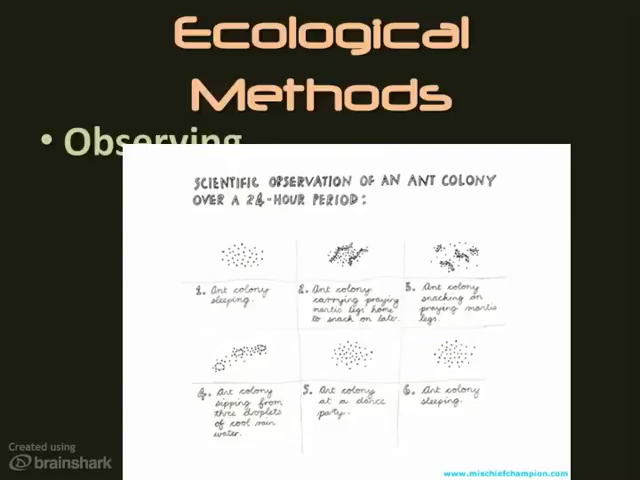 Ecological
Methods
• Observing
SCIENTIFIC OBSERVATION OF AN ANT COLONY
OVER A 24-HOUR PERIOD:
1. Ant colony
sleeping.
2. Ant colony
carrying praying
mantis legs home
to snack on later.
3. Ant colony
snacking on
praying mantis
legs.
4. Ant colony
sipping from
three droplets
of cool rain
water.
5. Ant colony
at a dance
party.
6. Ant colony
sleeping.
Created using
brainshark
www.mischiefchampion.com